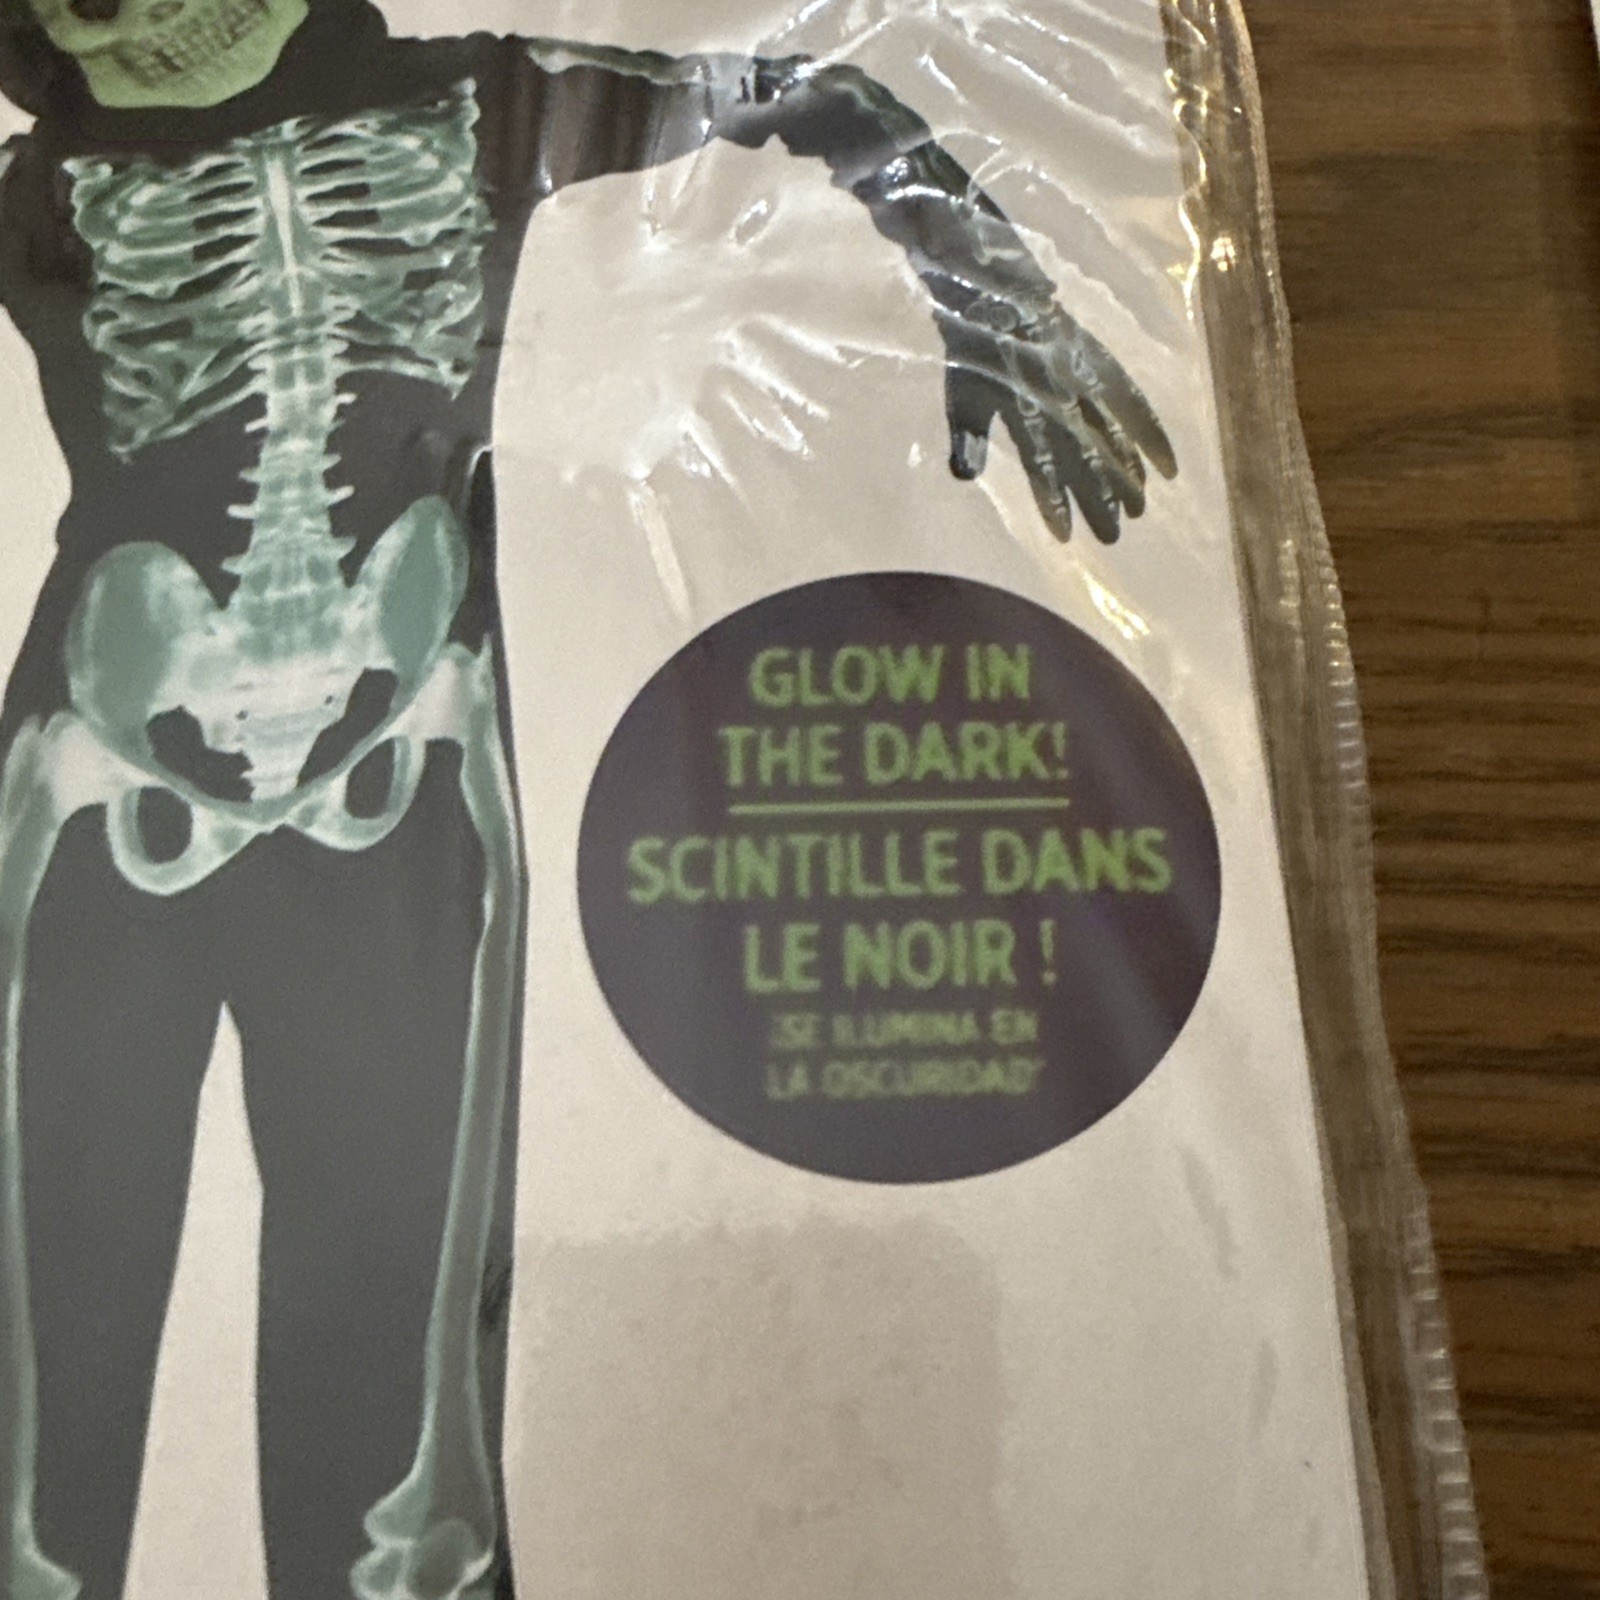 GLOW IN
THE DARK!
SCINTILLE DANS
LE NOIR !
¡SE ILUMINA EN
LA OSCURIDAD!